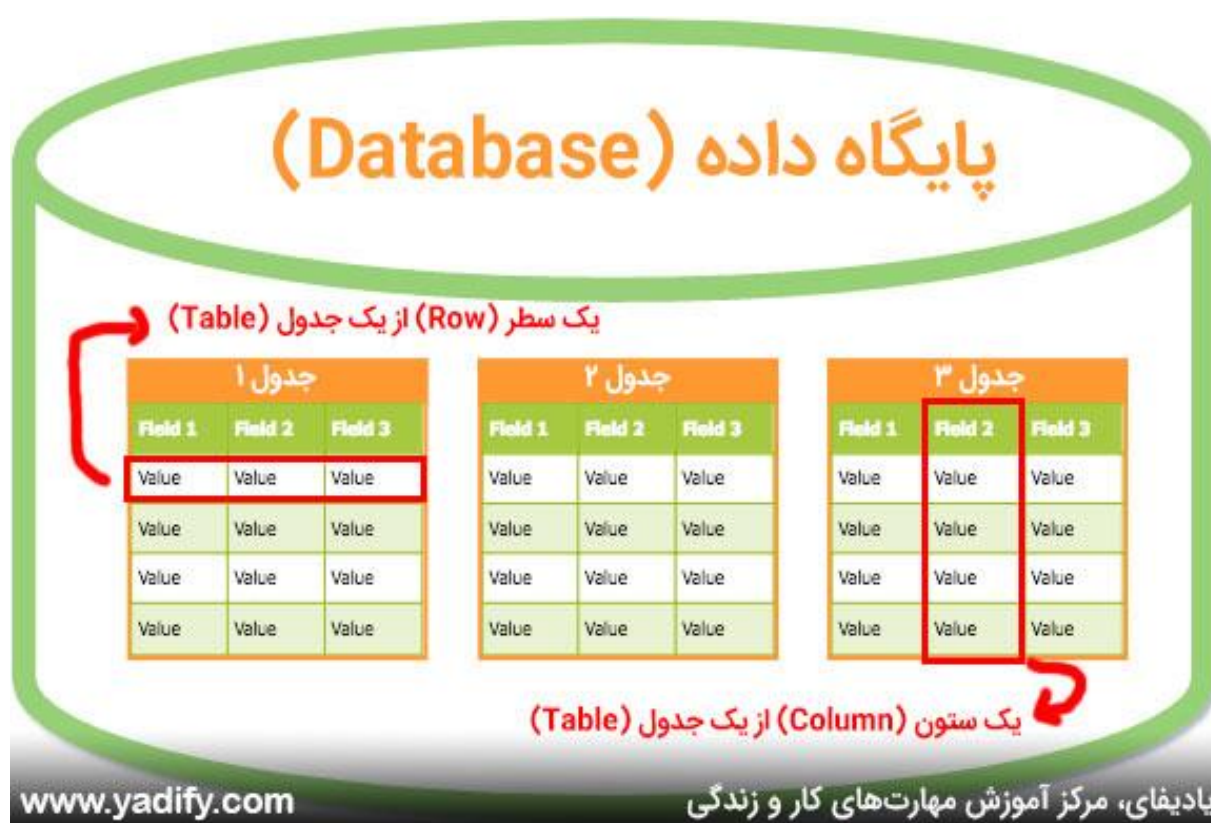 پایگاه داده (Database)
یک سطر (Row) از یک جدول (Table)
جدول ۱
Field 1 Field 2 Field 3
Value Value Value
Value Value Value
Value Value Value
Value Value Value
جدول ۲
Field 1 Field 2 Field 3
Value Value Value
Value Value Value
Value Value Value
Value Value Value
جدول ۳
Field 1 Field 2 Field 3
Value Value Value
Value Value Value
Value Value Value
Value Value Value
یک ستون (Column) از یک جدول (Table)
یادیفای، مرکز آموزش مهارت‌های کار و زندگی
www.yadify.com